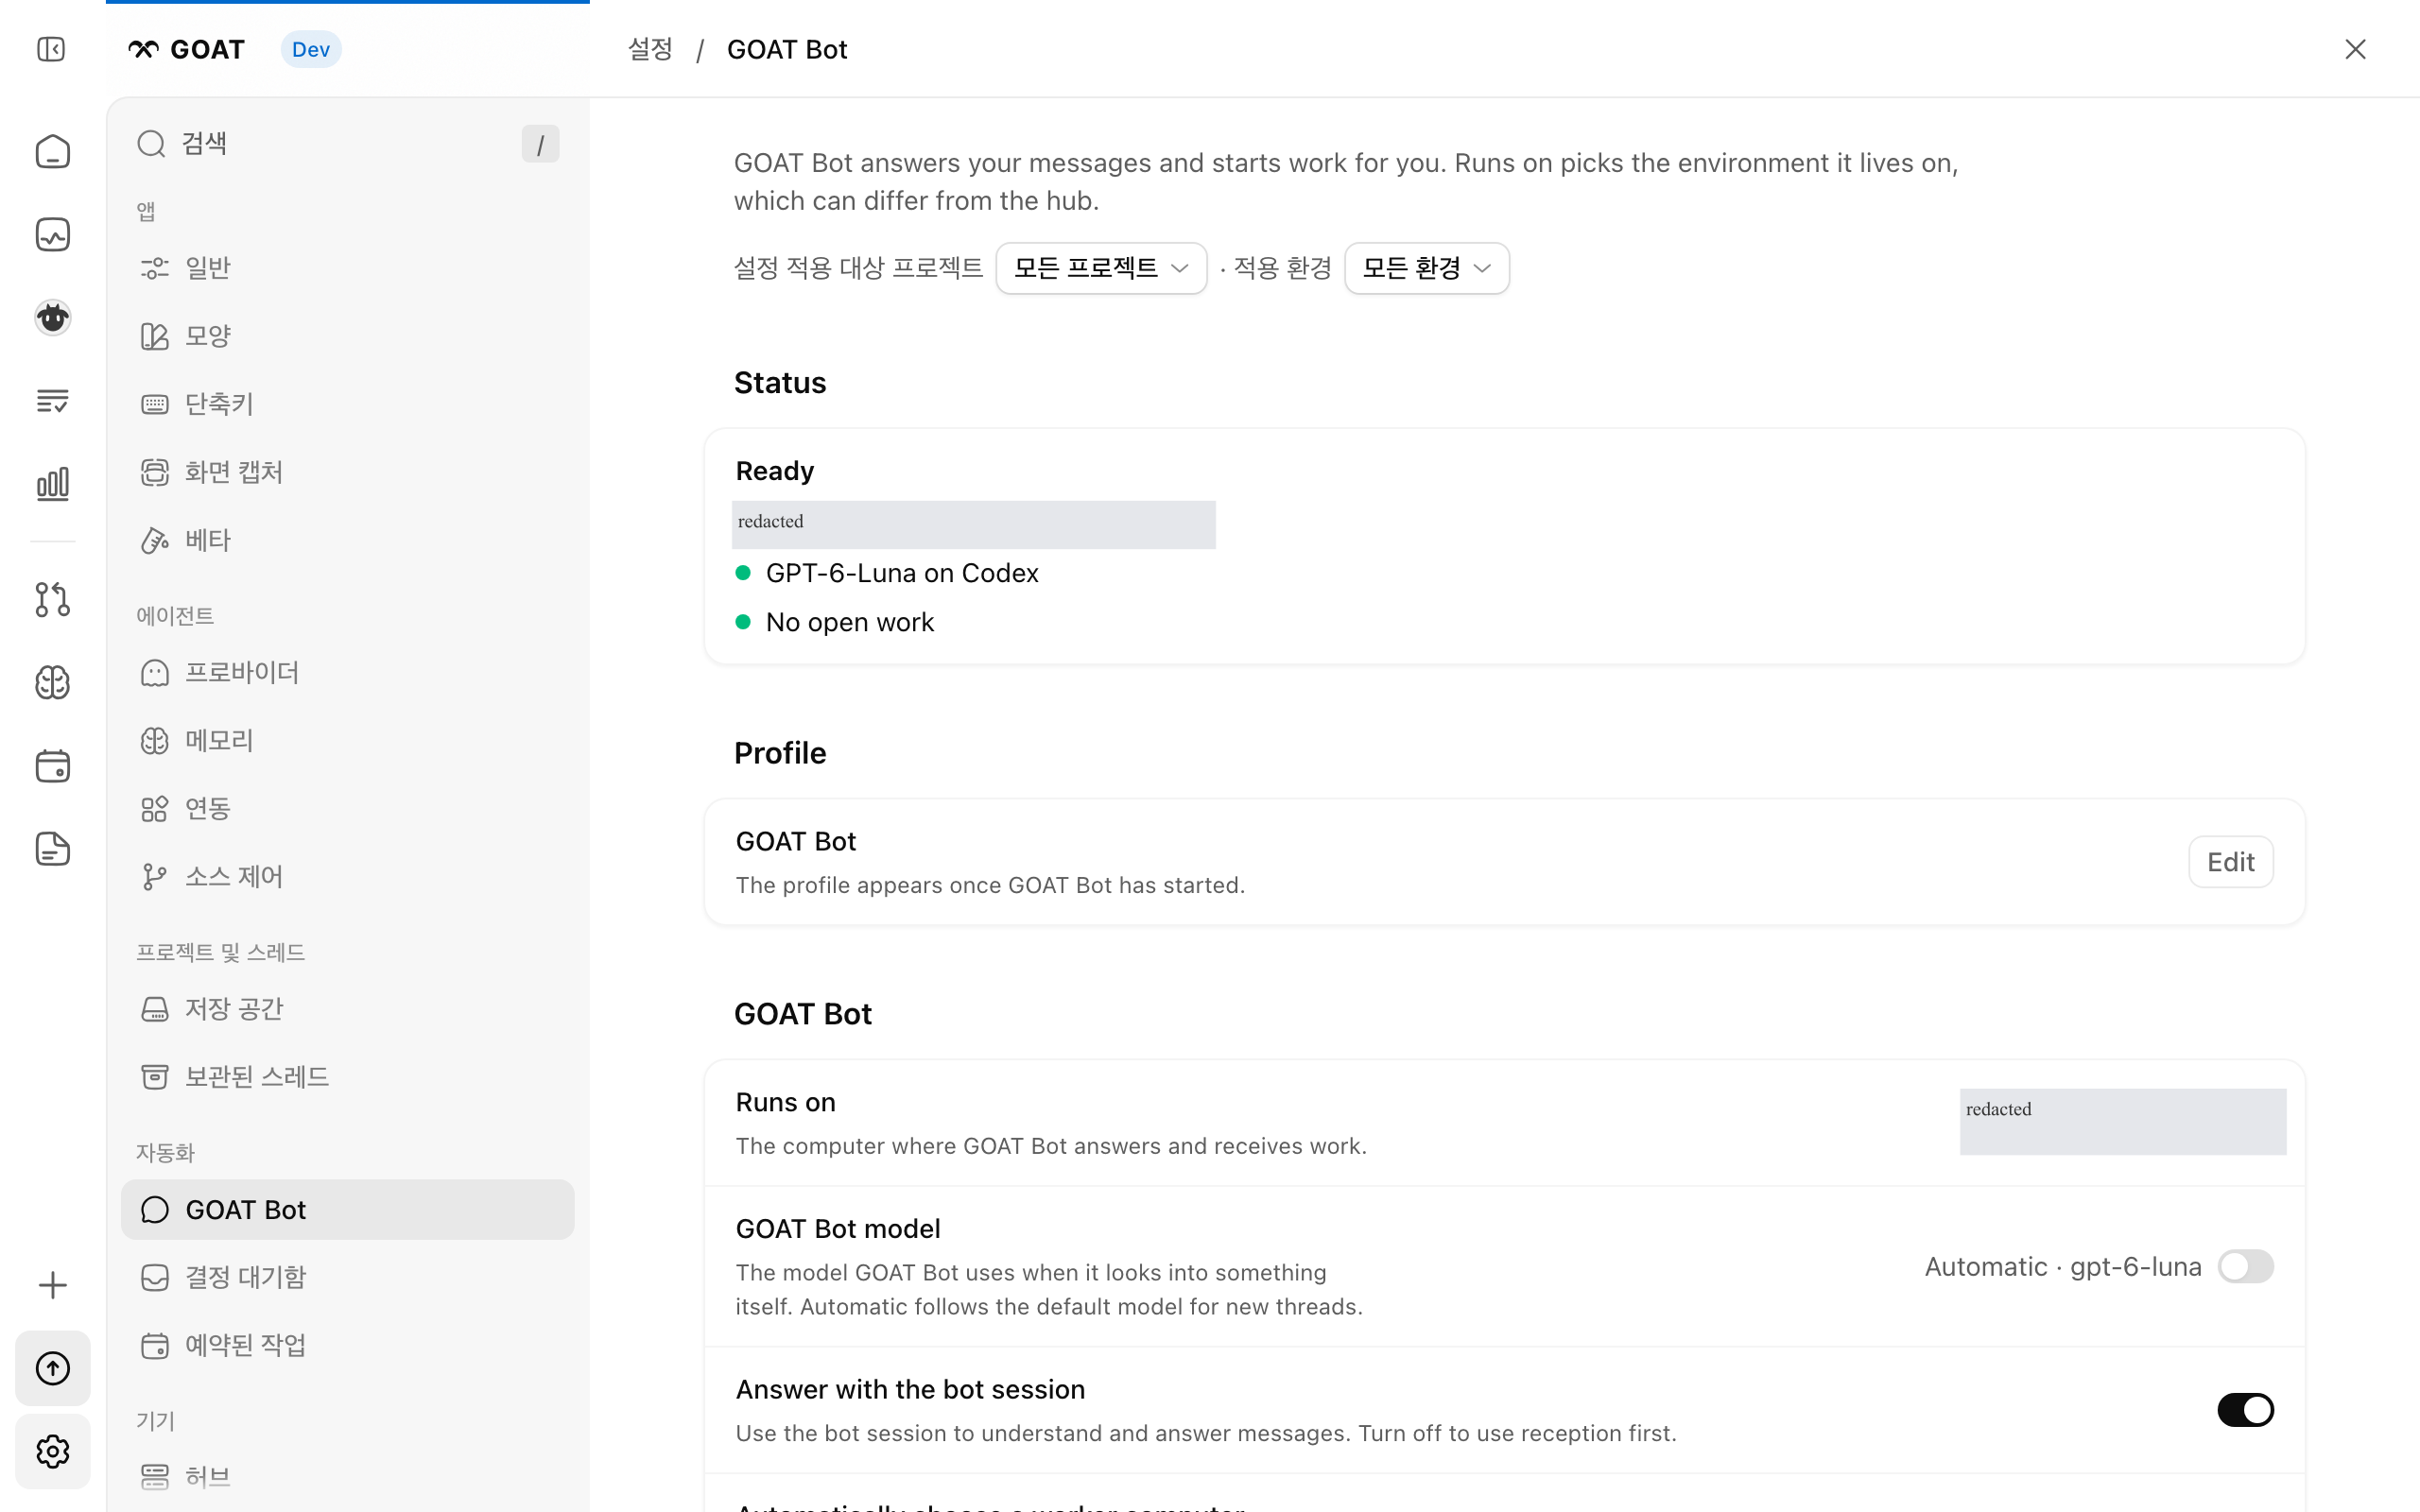 GOAT Dev
설정 / GOAT Bot
검색 /
앱
일반
모양
단축키
화면 캡처
베타
에이전트
프로바이더
메모리
연동
소스 제어
프로젝트 및 스레드
저장 공간
보관된 스레드
자동화
GOAT Bot
결정 대기함
예약된 작업
기기
허브
GOAT Bot answers your messages and starts work for you. Runs on picks the environment it lives on,
which can differ from the hub.
설정 적용 대상 프로젝트 모든 프로젝트 · 적용 환경 모든 환경
Status
Ready
redacted
GPT-6-Luna on Codex
No open work
Profile
GOAT Bot
The profile appears once GOAT Bot has started.
Edit
GOAT Bot
Runs on
The computer where GOAT Bot answers and receives work.
redacted
GOAT Bot model
The model GOAT Bot uses when it looks into something
itself. Automatic follows the default model for new threads.
Automatic · gpt-6-luna
Answer with the bot session
Use the bot session to understand and answer messages. Turn off to use reception first.
Automatically choose a worker computer